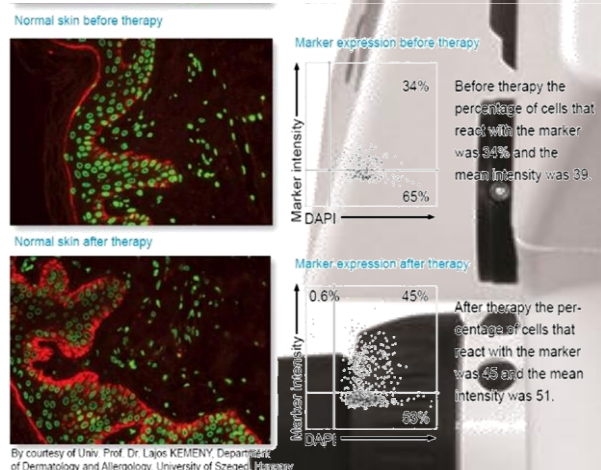 Normal skin before therapy
Marker expression before therapy
34%
Marker intensity
65%
DAPI
Before therapy the
percentage of cells that
react with the marker
was 34% and the
mean intensity was 39.
Normal skin after therapy
Marker expression after therapy
0.6%
45%
Marker intensity
53%
DAPI
After therapy the per-
centage of cells that
react with the marker
was 45 and the mean
intensity was 51.
By courtesy of Univ. Prof. Dr. Lajos KEMENY, Department
of Dermatology and Allergology, University of Szeged, Hungary